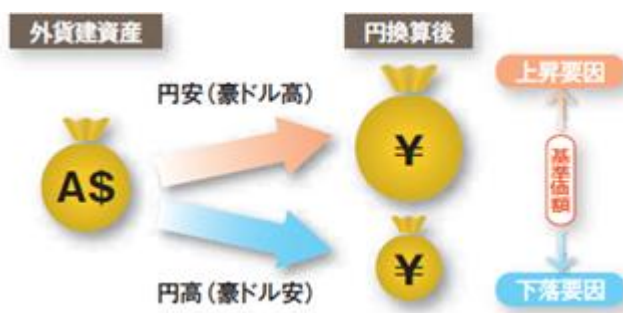 外貨建資産
円換算後
円安(豪ドル高)
上昇要因
¥
A$
基準価額
¥
円高(豪ドル安)
下落要因